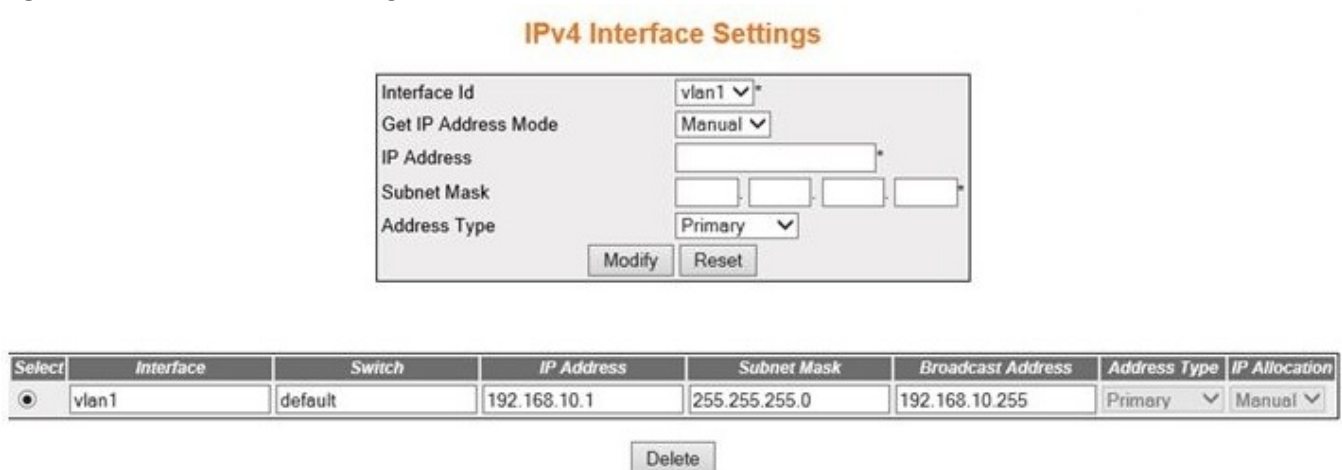 IPv4 Interface Settings
Interface Id vlan1 *
Get IP Address Mode Manual
IP Address *
Subnet Mask . . . *
Address Type Primary
Modify Reset
Select Interface Switch IP Address Subnet Mask Broadcast Address Address Type IP Allocation
vlan1 default 192.168.10.1 255.255.255.0 192.168.10.255 Primary Manual
Delete